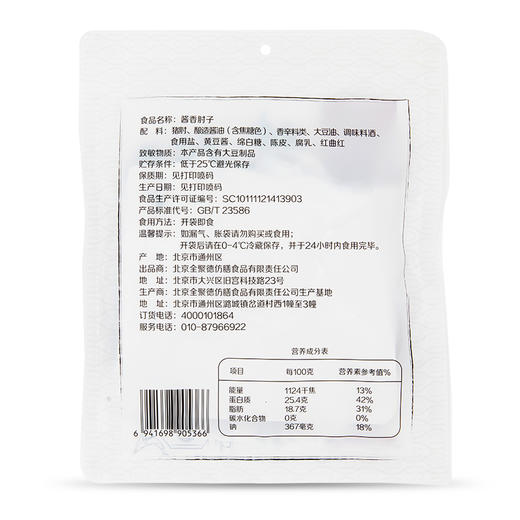 食品名称：酱香肘子
配　料：猪肘、酿造酱油（含焦糖色）、香辛料类、大豆油、调味料酒、
食用盐、黄豆酱、绵白糖、陈皮、腐乳、红曲红
致敏物质：本产品含有大豆制品
贮存条件：低于25℃避光保存
保质期：见打印喷码
生产日期：见打印喷码
食品生产许可证编号：SC10111121413903
产品标准代号：GB/T 23586
食用方法：开袋即食
温馨提示：如漏气、胀袋请勿购买或食用；
开袋后请在0-4℃冷藏保存，并于24小时内食用完毕。
产　地：北京市通州区
出品商：北京全聚德仿膳食品有限责任公司
地　址：北京市大兴区旧宫科技路23号
生产商：北京全聚德仿膳食品有限责任公司生产基地
地　址：北京市通州区潞城镇岔道村西1幢至3幢
订货电话：4000101864
服务电话：010-87966922
营养成分表
项目　每100克　营养素参考值%
能量　1124千焦　13%
蛋白质　25.4克　42%
脂肪　18.7克　31%
碳水化合物　0克　0%
钠　367毫克　18%
6 941698 905366